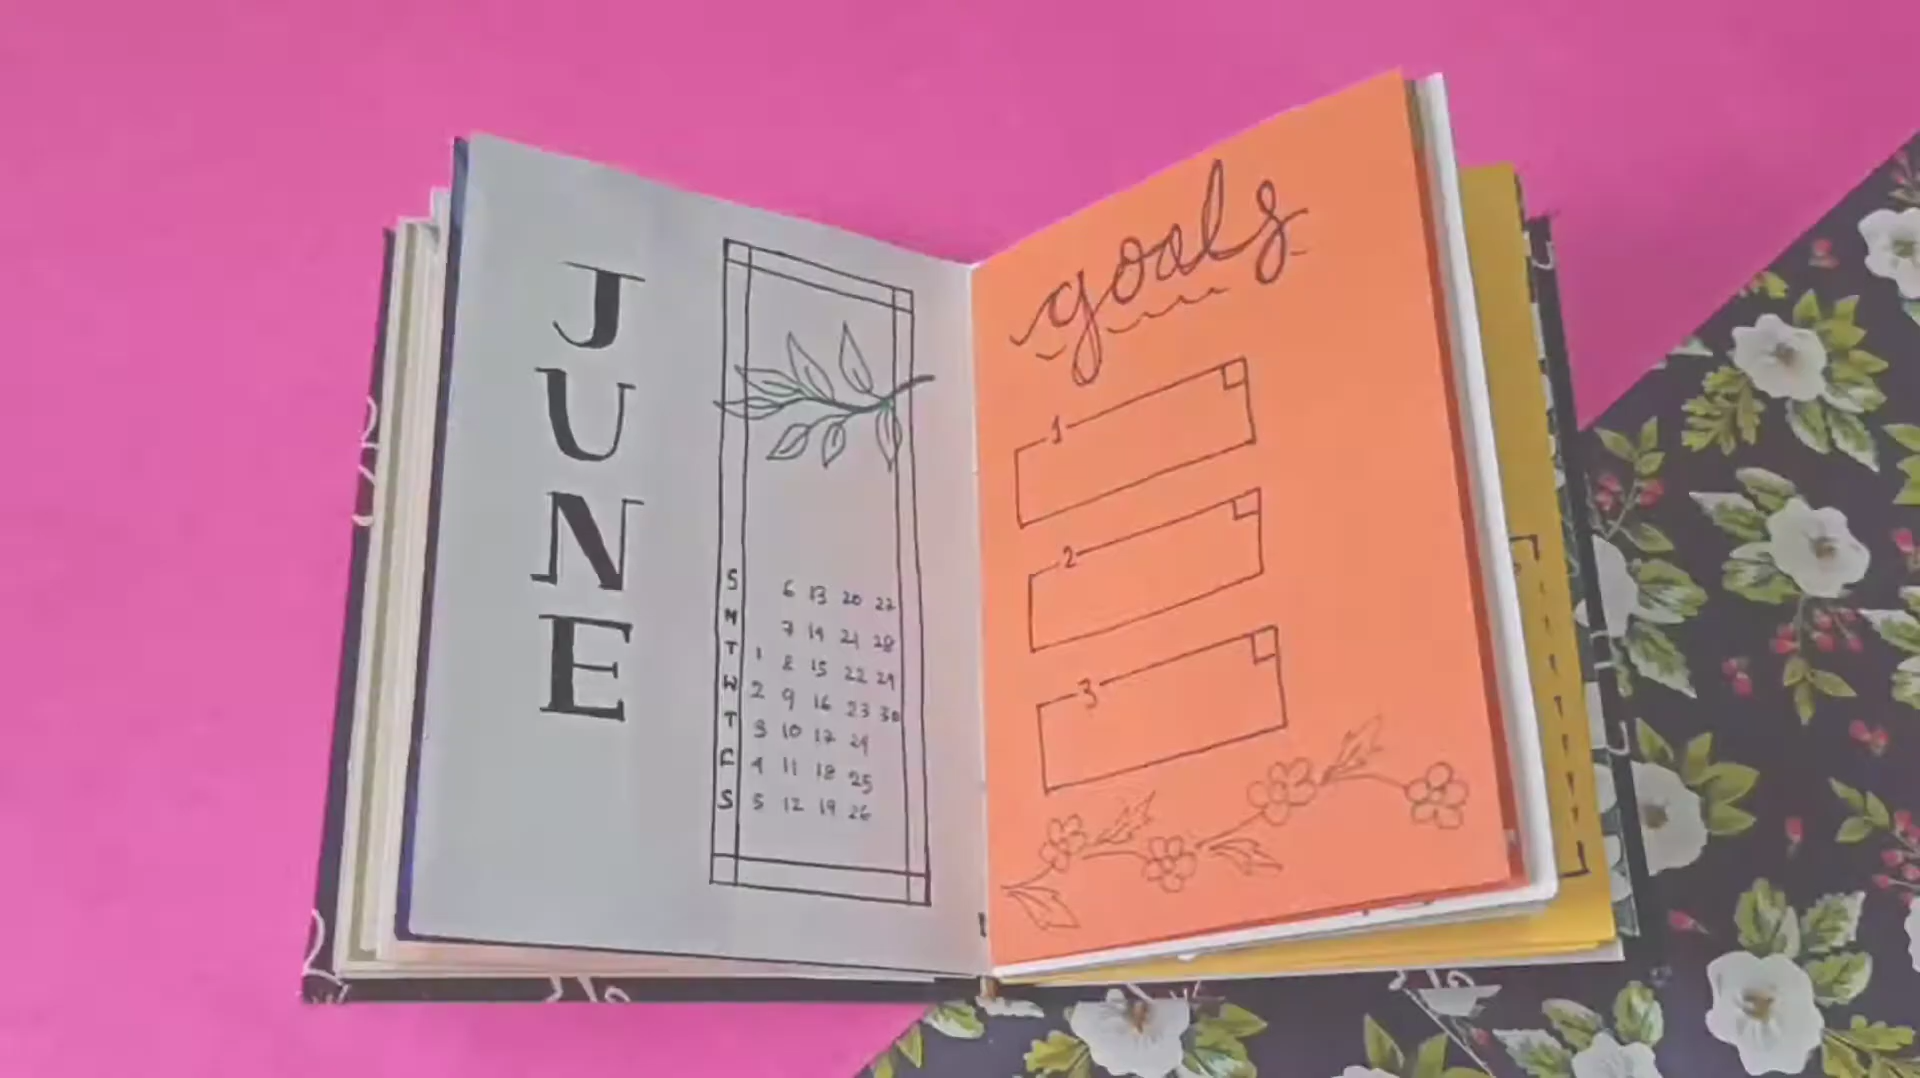 JUNE
S 6 13 20 27
M 7 14 21 28
T 1 8 15 22 29
W 2 9 16 23 30
T 3 10 17 24
F 4 11 18 25
S 5 12 19 26
goals
1
2
3